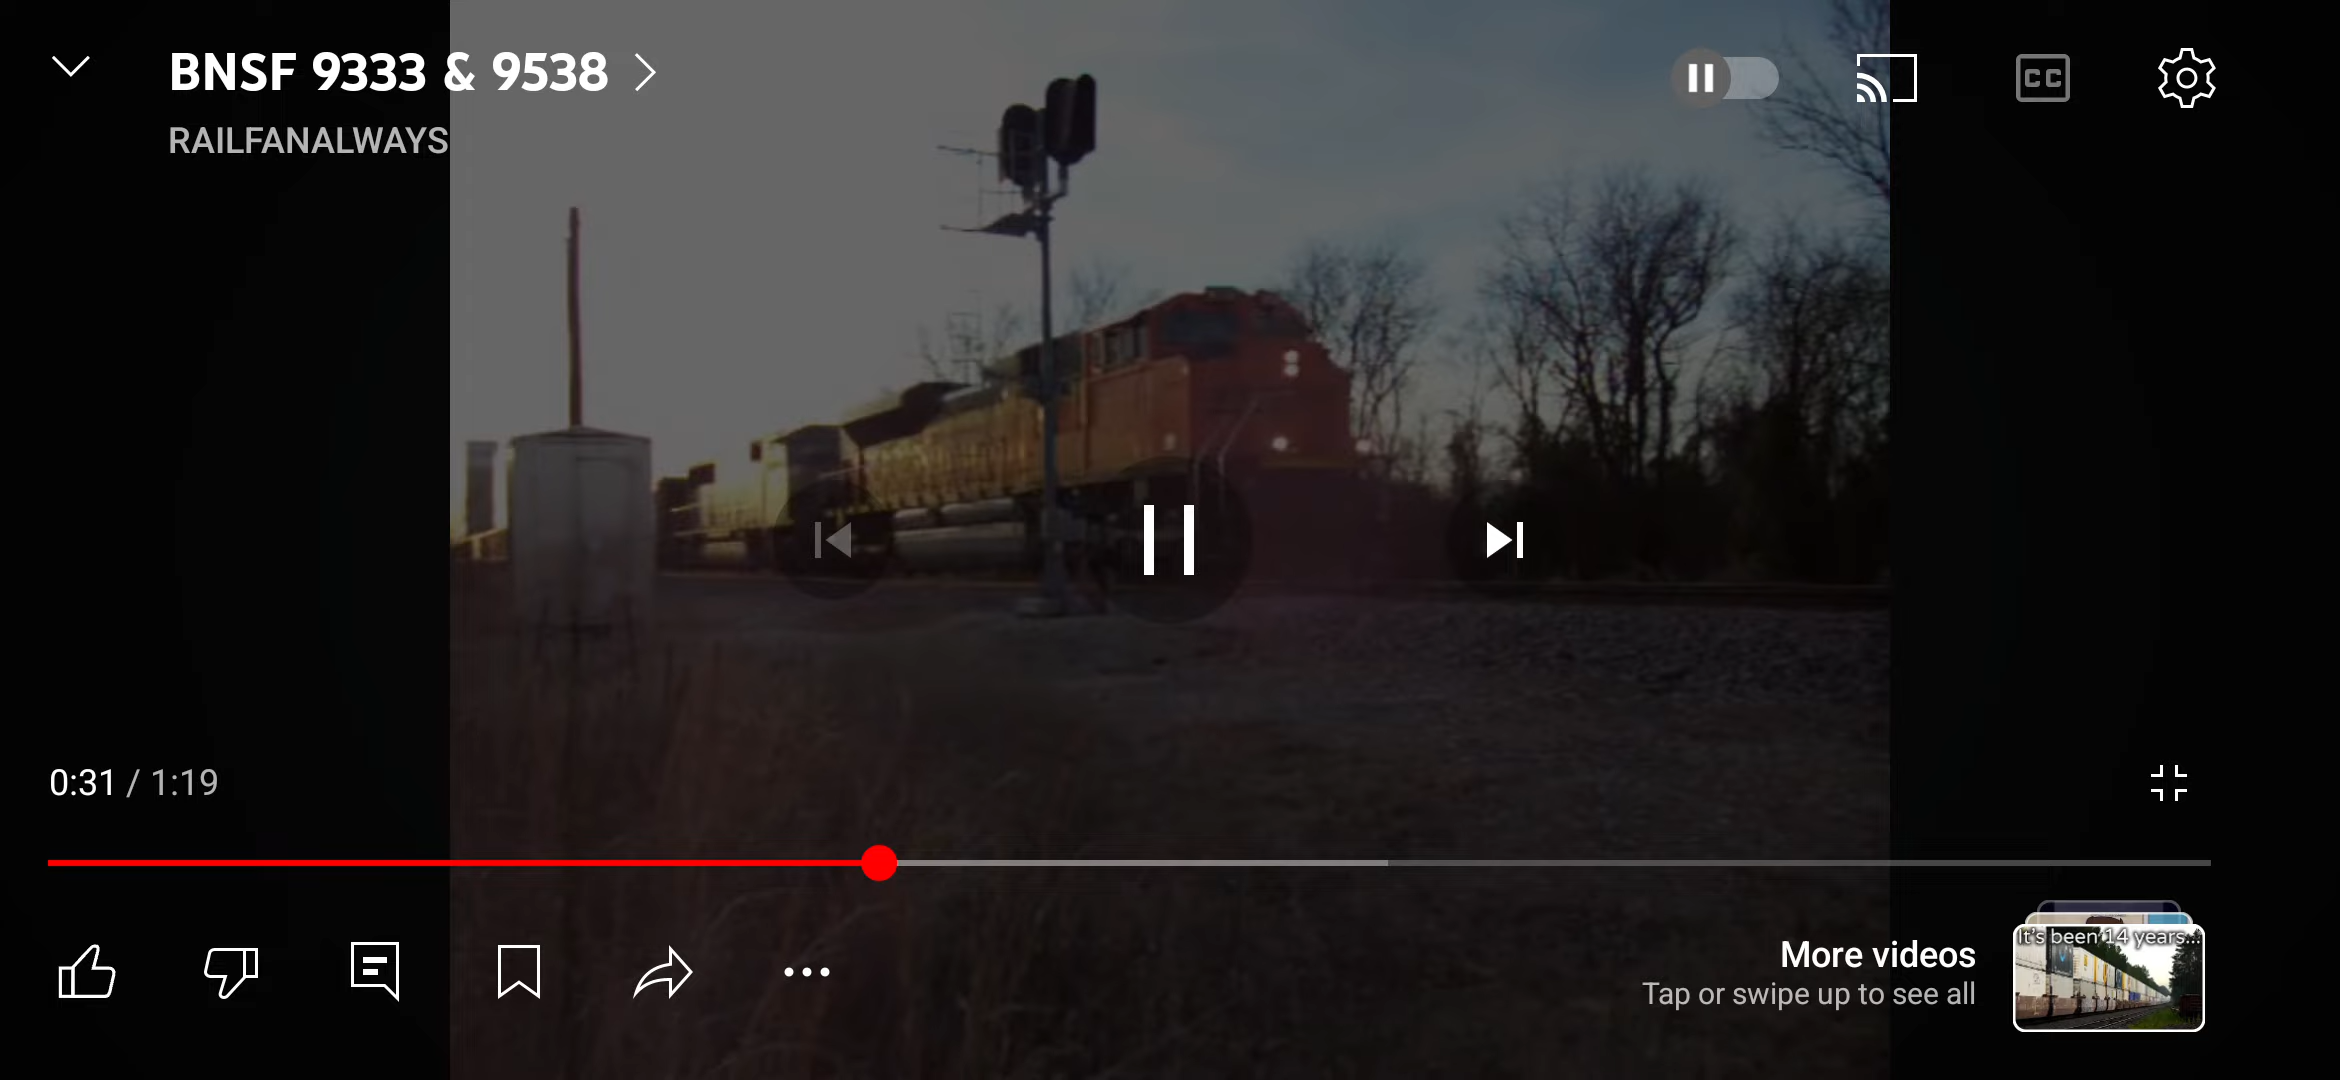 BNSF 9333 & 9538
RAILFANALWAYS
CC
0:31 / 1:19
More videos
Tap or swipe up to see all
It's been 14 years...